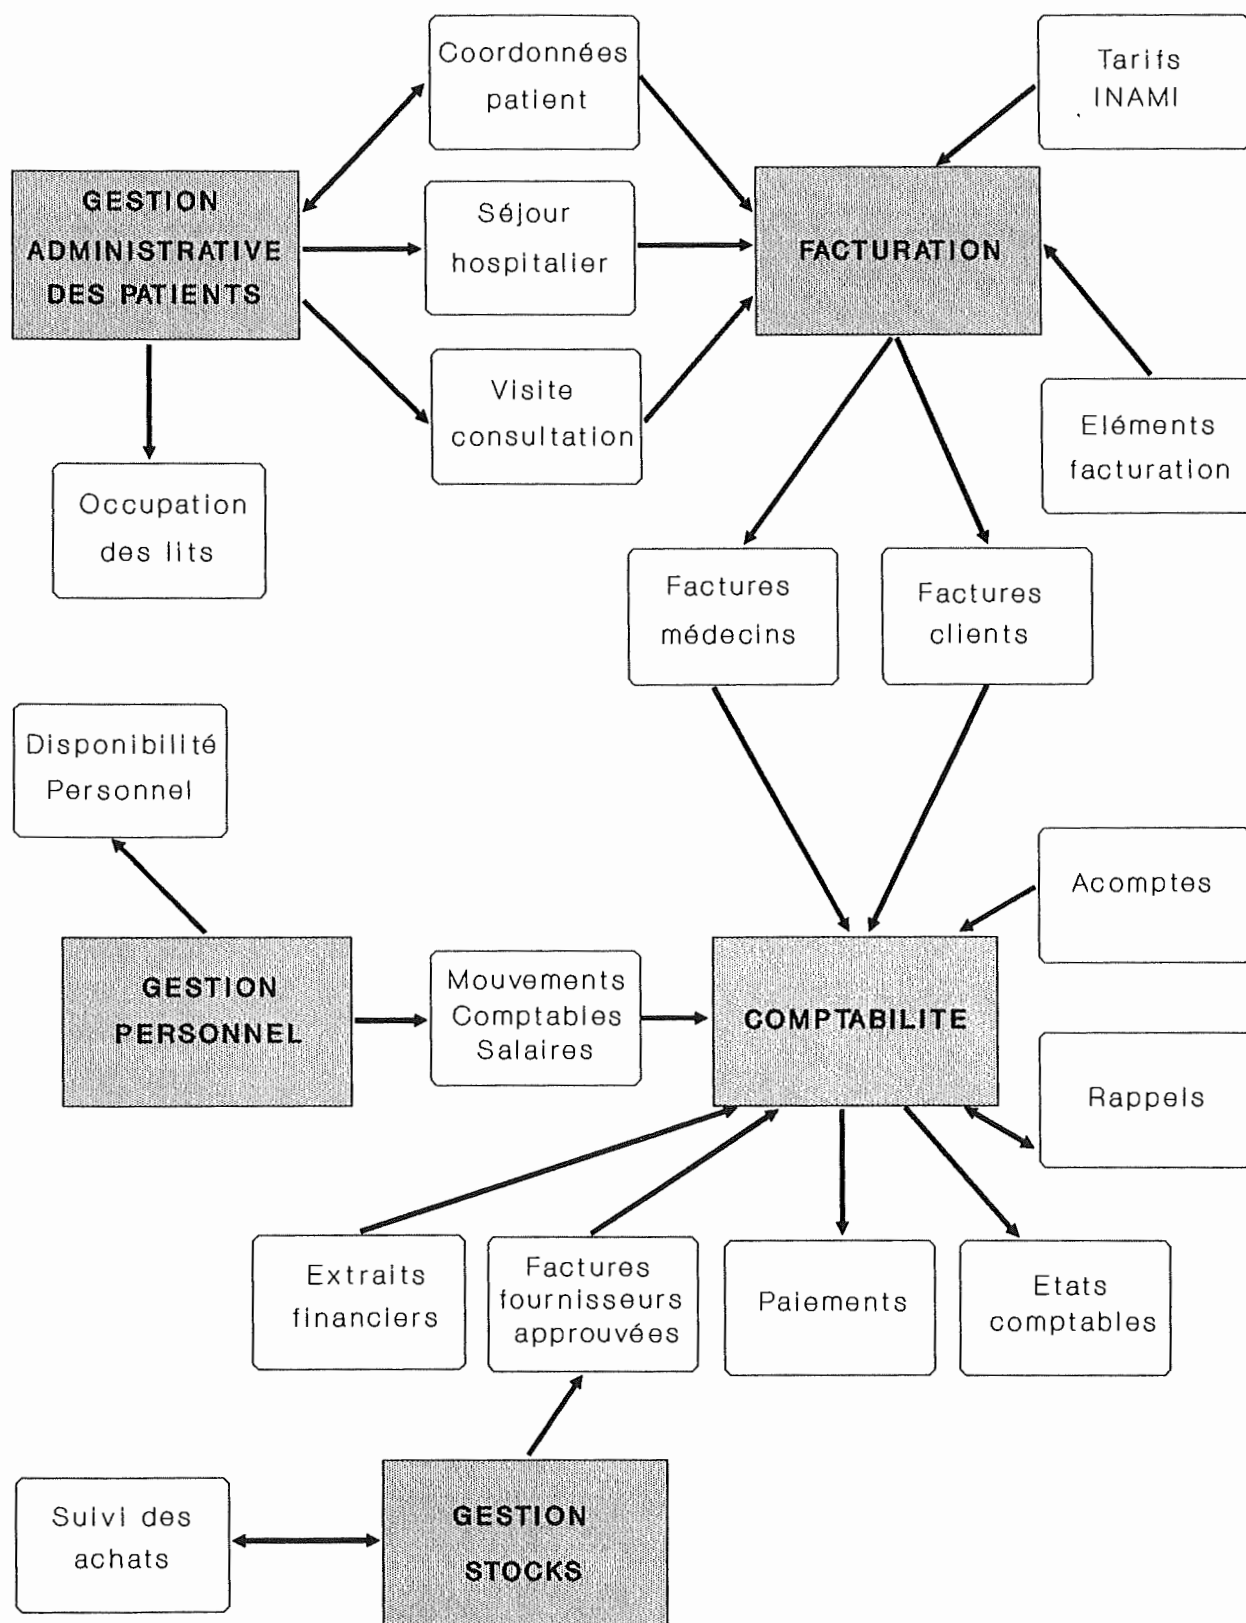 Coordonnées
patient
Tarifs
INAMI
GESTION
ADMINISTRATIVE
DES PATIENTS
Séjour
hospitalier
FACTURATION
Visite
consultation
Eléments
facturation
Occupation
des lits
Factures
médecins
Factures
clients
Disponibilité
Personnel
Acomptes
GESTION
PERSONNEL
Mouvements
Comptables
Salaires
COMPTABILITE
Rappels
Extraits
financiers
Factures
fournisseurs
approuvées
Paiements
Etats
comptables
Suivi des
achats
GESTION
STOCKS